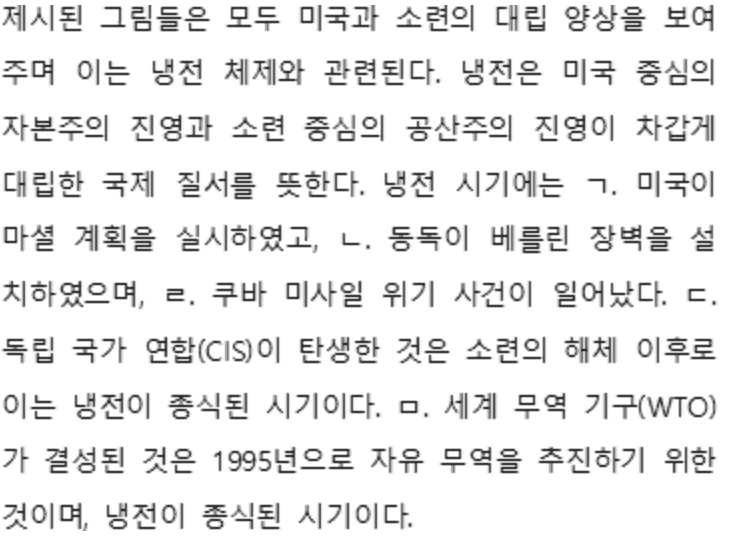 제시된 그림들은 모두 미국과 소련의 대립 양상을 보여
주며 이는 냉전 체제와 관련된다. 냉전은 미국 중심의
자본주의 진영과 소련 중심의 공산주의 진영이 차갑게
대립한 국제 질서를 뜻한다. 냉전 시기에는 ㄱ. 미국이
마셜 계획을 실시하였고, ㄴ. 동독이 베를린 장벽을 설
치하였으며, ㄹ. 쿠바 미사일 위기 사건이 일어났다. ㄷ.
독립 국가 연합(CIS)이 탄생한 것은 소련의 해체 이후로
이는 냉전이 종식된 시기이다. ㅁ. 세계 무역 기구(WTO)
가 결성된 것은 1995년으로 자유 무역을 추진하기 위한
것이며, 냉전이 종식된 시기이다.